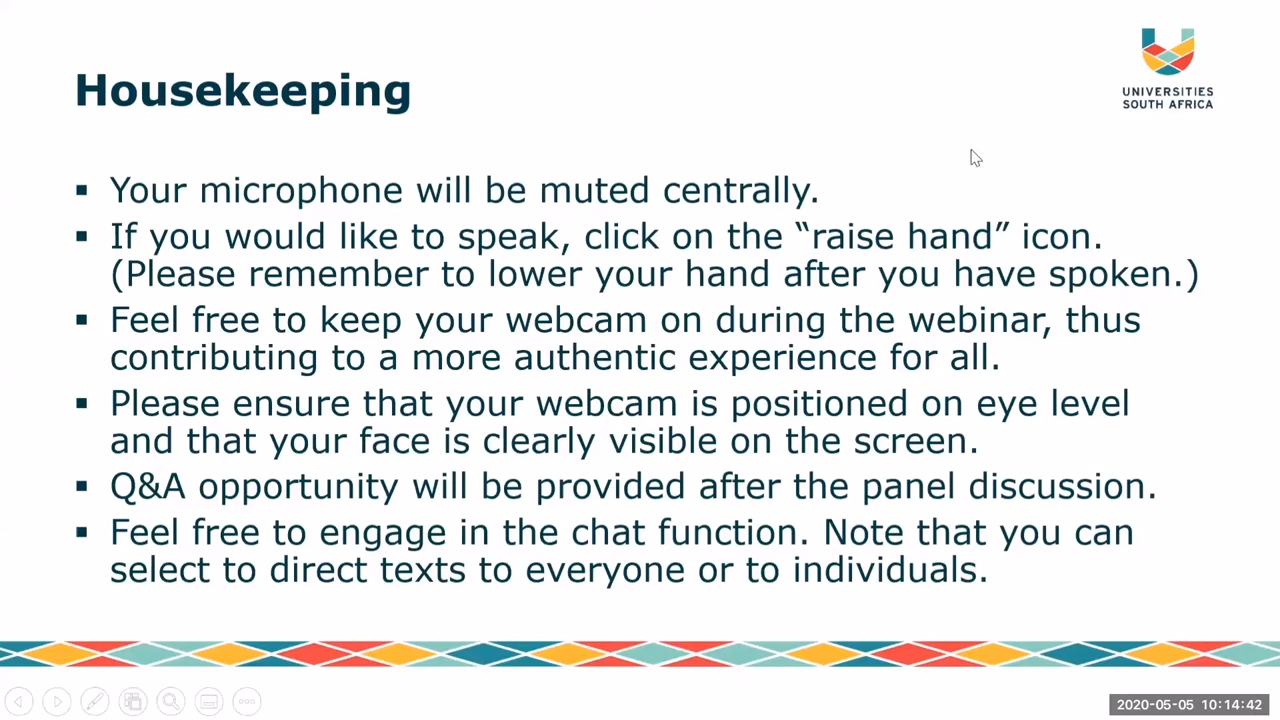 UNIVERSITIES
SOUTH AFRICA
Housekeeping
▪ Your microphone will be muted centrally.
▪ If you would like to speak, click on the “raise hand” icon.
(Please remember to lower your hand after you have spoken.)
▪ Feel free to keep your webcam on during the webinar, thus
contributing to a more authentic experience for all.
▪ Please ensure that your webcam is positioned on eye level
and that your face is clearly visible on the screen.
▪ Q&A opportunity will be provided after the panel discussion.
▪ Feel free to engage in the chat function. Note that you can
select to direct texts to everyone or to individuals.
2020-05-05 10:14:42